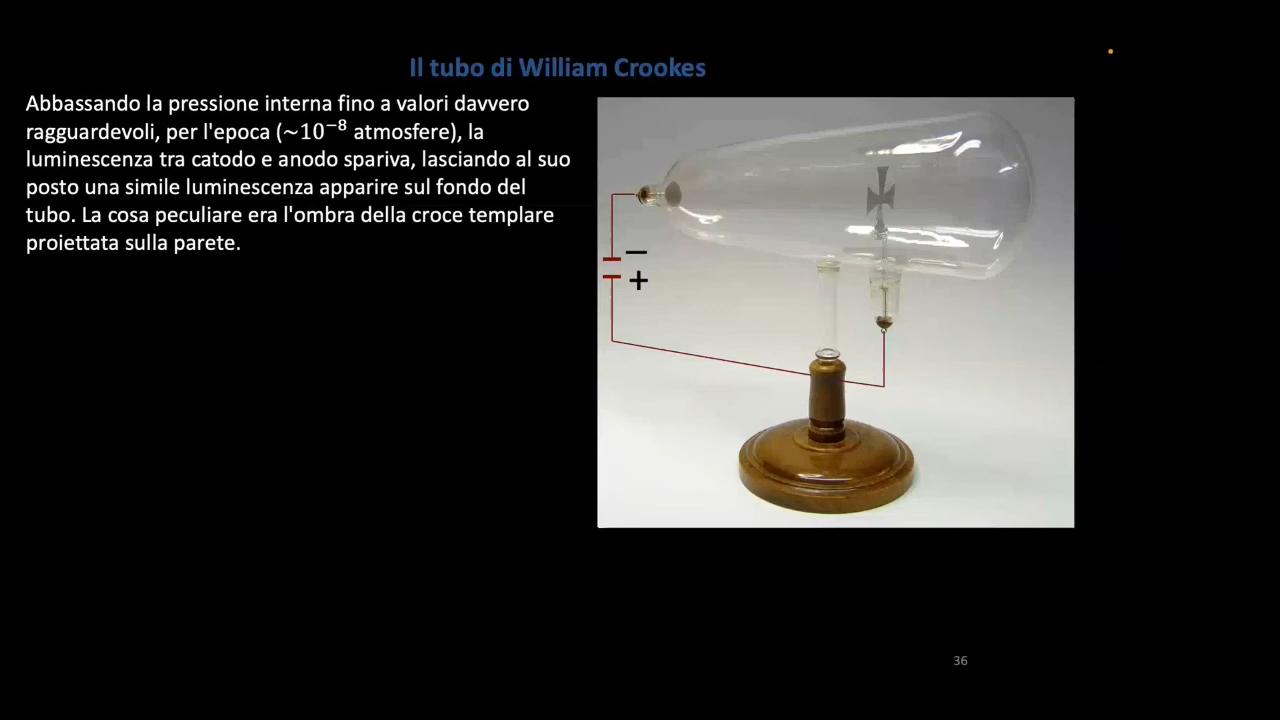 Il tubo di William Crookes
Abbassando la pressione interna fino a valori davvero
ragguardevoli, per l'epoca (~10⁻⁸ atmosfere), la
luminescenza tra catodo e anodo spariva, lasciando al suo
posto una simile luminescenza apparire sul fondo del
tubo. La cosa peculiare era l'ombra della croce templare
proiettata sulla parete.
−
+
36